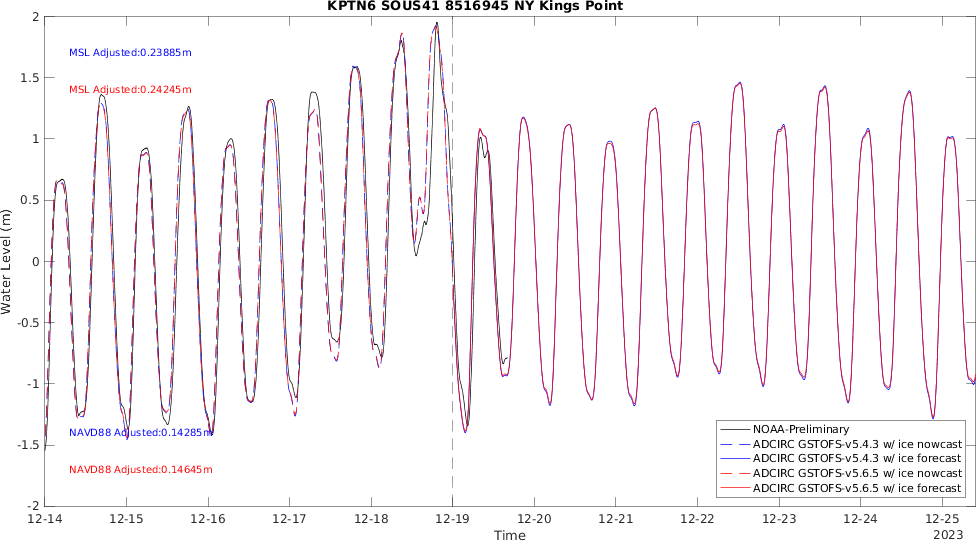 KPTN6 SOUS41 8516945 NY Kings Point
2
1.5
1
0.5
0
-0.5
-1
-1.5
-2
Water Level (m)
MSL Adjusted:0.23885m
MSL Adjusted:0.24245m
NAVD88 Adjusted:0.14285m
NAVD88 Adjusted:0.14645m
NOAA-Preliminary
ADCIRC GSTOFS-v5.4.3 w/ ice nowcast
ADCIRC GSTOFS-v5.4.3 w/ ice forecast
ADCIRC GSTOFS-v5.6.5 w/ ice nowcast
ADCIRC GSTOFS-v5.6.5 w/ ice forecast
12-14 12-15 12-16 12-17 12-18 12-19 12-20 12-21 12-22 12-23 12-24 12-25
Time
2023